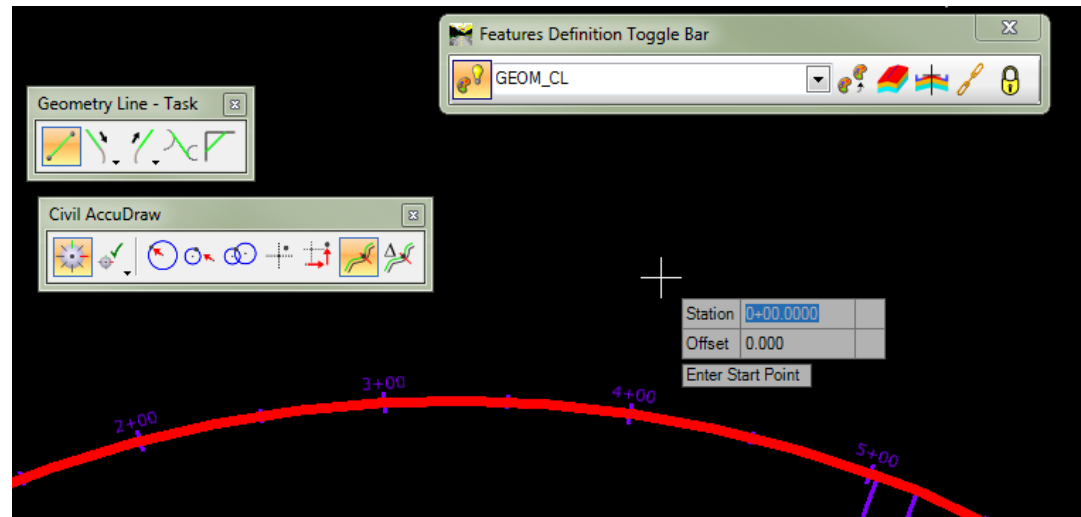 Features Definition Toggle Bar
GEOM_CL
Geometry Line - Task
Civil AccuDraw
Station 0+00.0000
Offset 0.000
Enter Start Point
2+00
3+00
4+00
5+00